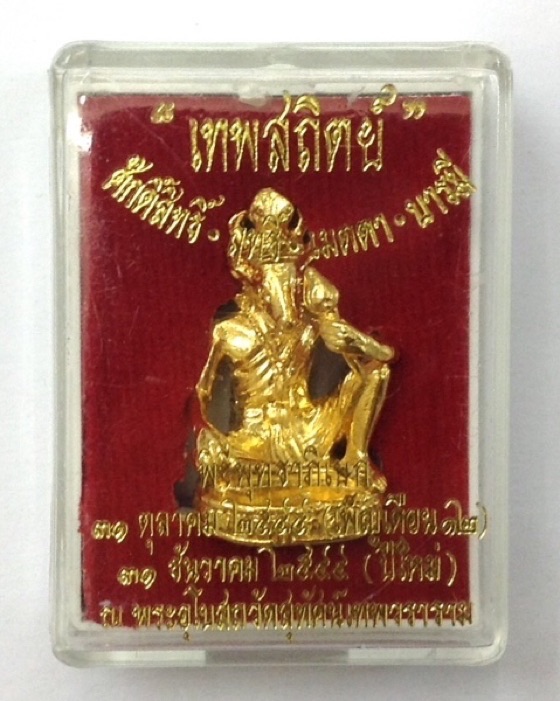 “เทพสถิตย์”
ศักดิ์สิทธิ์ - เมตตา - บารมี
พิธีพุทธาภิเษก
๓๑ ตุลาคม ๒๕๔๔ เพ็ญเดือน ๑๒)
๓๑ ธันวาคม ๒๕๔๔ (ปีใหม่)
ณ พระอุโบสถวัดสุทัศน์เทพวราราม